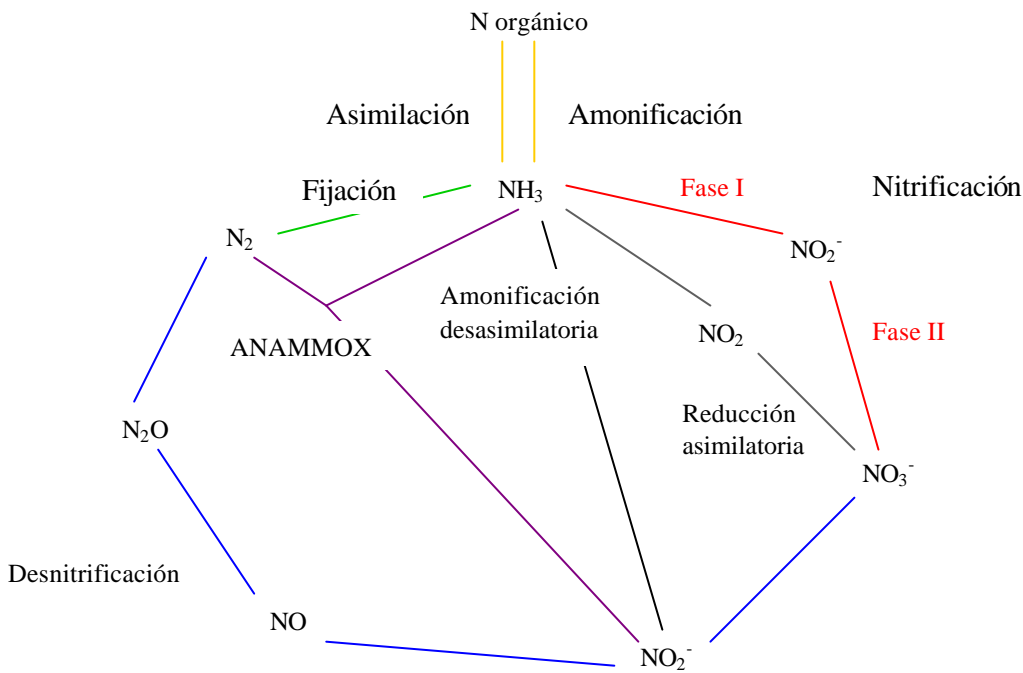 N orgánico
Asimilación
Amonificación
Fijación
NH₃
Fase I
Nitrificación
N₂
NO₂⁻
Amonificación
desasimilatoria
ANAMMOX
NO₂
Fase II
N₂O
Reducción
asimilatoria
NO₃⁻
Desnitrificación
NO
NO₂⁻